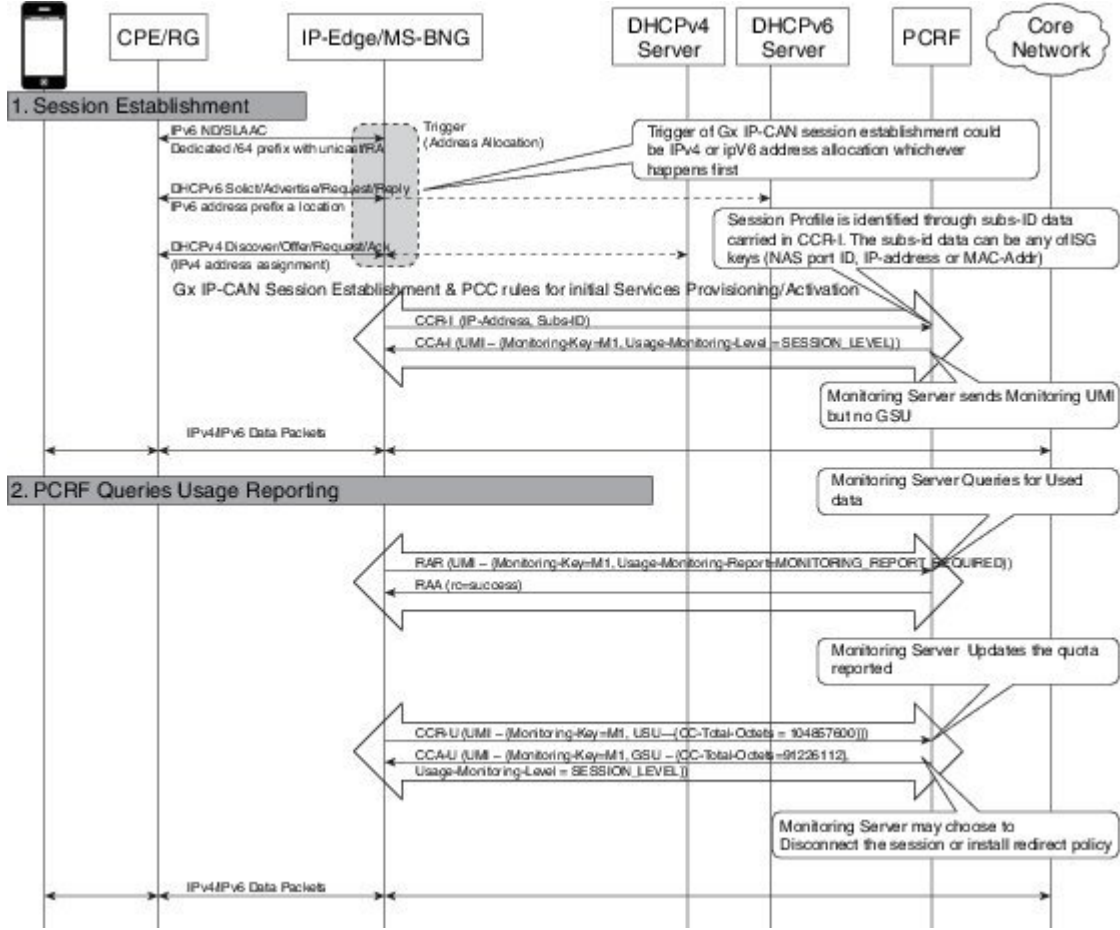 CPE/RG
IP-Edge/MS-BNG
DHCPv4
Server
DHCPv6
Server
PCRF
Core
Network
1. Session Establishment
IPv6 ND/SLAAC
Dedicated /64 prefix with unicast/RA
Trigger
(Address Allocation)
Trigger of Gx IP-CAN session establishment could
be IPv4 or ipV6 address allocation whichever
happens first
DHCPv6 Solict/Advertise/Request/Reply
IPv6 address prefix a location
Session Profile is identified through subs-ID data
carried in CCR-I. The subs-id data can be any of ISG
keys (NAS port ID, IP-address or MAC-Addr)
DHCPv4 Discover/Offer/Request/Ack
(IPv4 address assignment)
Gx IP-CAN Session Establishment & PCC rules for initial Services Provisioning/Activation
CCR-I (IP-Address, Subs-ID)
CCA-I (UMI – (Monitoring-Key=M1, Usage-Monitoring-Level = SESSION_LEVEL))
Monitoring Server sends Monitoring UMI
but no GSU
IPv4/IPv6 Data Packets
2. PCRF Queries Usage Reporting
Monitoring Server Queries for Used
data
RAR (UMI – (Monitoring-Key=M1, Usage-Monitoring-Report=MONITORING_REPORT_REQUIRED))
RAA (rc=success)
Monitoring Server Updates the quota
reported
CCR-U (UMI – (Monitoring-Key=M1, USU—(CC-Total-Octets = 104857600)))
CCA-U (UMI – (Monitoring-Key=M1, GSU – (CC-Total-Octets=91226112),
Usage-Monitoring-Level = SESSION_LEVEL))
Monitoring Server may choose to
Disconnect the session or install redirect policy
IPv4/IPv6 Data Packets